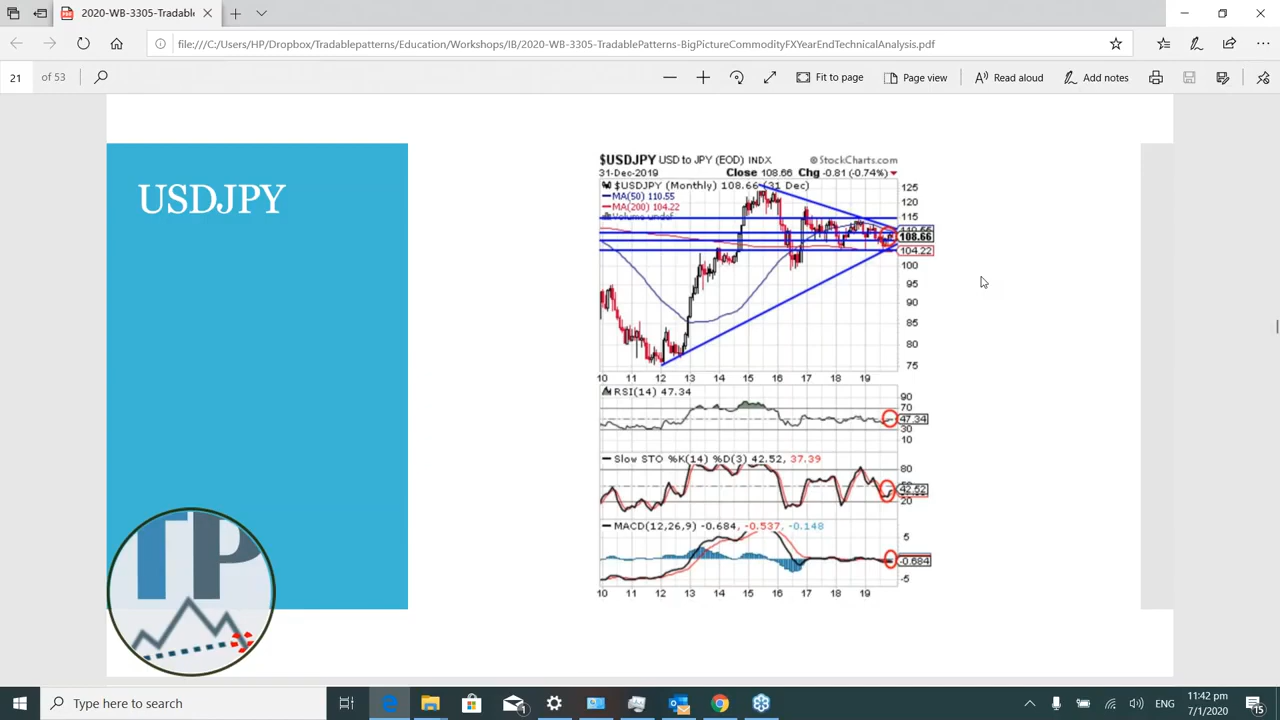 2020-WB-3305-Tradabl
file:///C:/Users/HP/Dropbox/Tradablepatterns/Education/Workshops/IB/2020-WB-3305-TradablePatterns-BigPictureCommodityFXYearEndTechnicalAnalysis.pdf
21 of 53
Fit to page
Page view
Read aloud
Add notes
USDJPY
TP
$USDJPY USD to JPY (EOD) INDX
© StockCharts.com
31-Dec-2019
Close 108.66 Chg -0.81 (-0.74%)
$USDJPY (Monthly) 108.66 (31 Dec)
MA(50) 110.55
MA(200) 104.22
Volume undef
125
120
115
108.66
104.22
100
95
90
85
80
75
10 11 12 13 14 15 16 17 18 19
RSI(14) 47.34
90
70
47.34
30
10
Slow STO %K(14) %D(3) 42.52, 37.39
80
42.52
20
MACD(12,26,9) -0.684, -0.537, -0.148
5
-0.684
-5
10 11 12 13 14 15 16 17 18 19
Type here to search
ENG
11:42 pm
7/1/2020
15